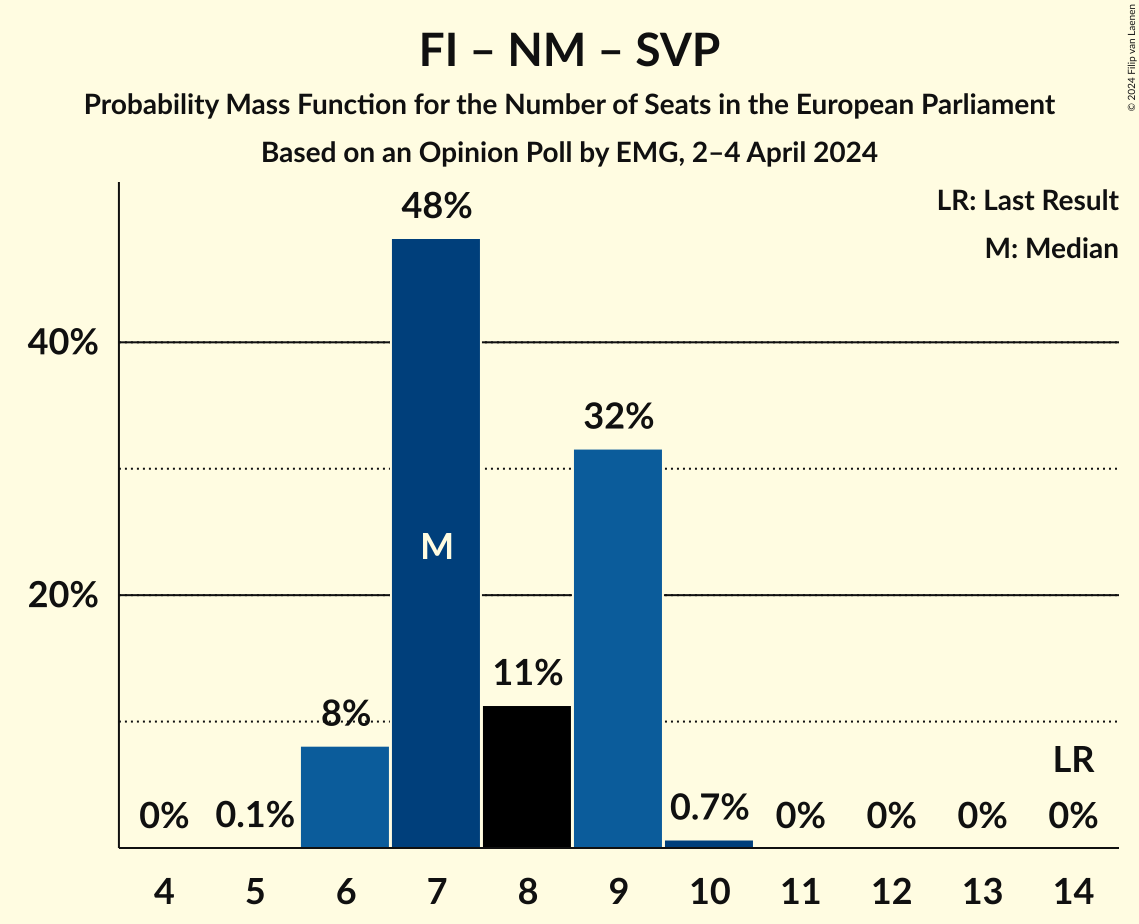 FI – NM – SVP
Probability Mass Function for the Number of Seats in the European Parliament
Based on an Opinion Poll by EMG, 2–4 April 2024
© 2024 Filip van Laenen
LR: Last Result
M: Median
48%
40%
32%
M
20%
11%
8%
LR
0% 0.1% 0.7% 0% 0% 0% 0%
4 5 6 7 8 9 10 11 12 13 14